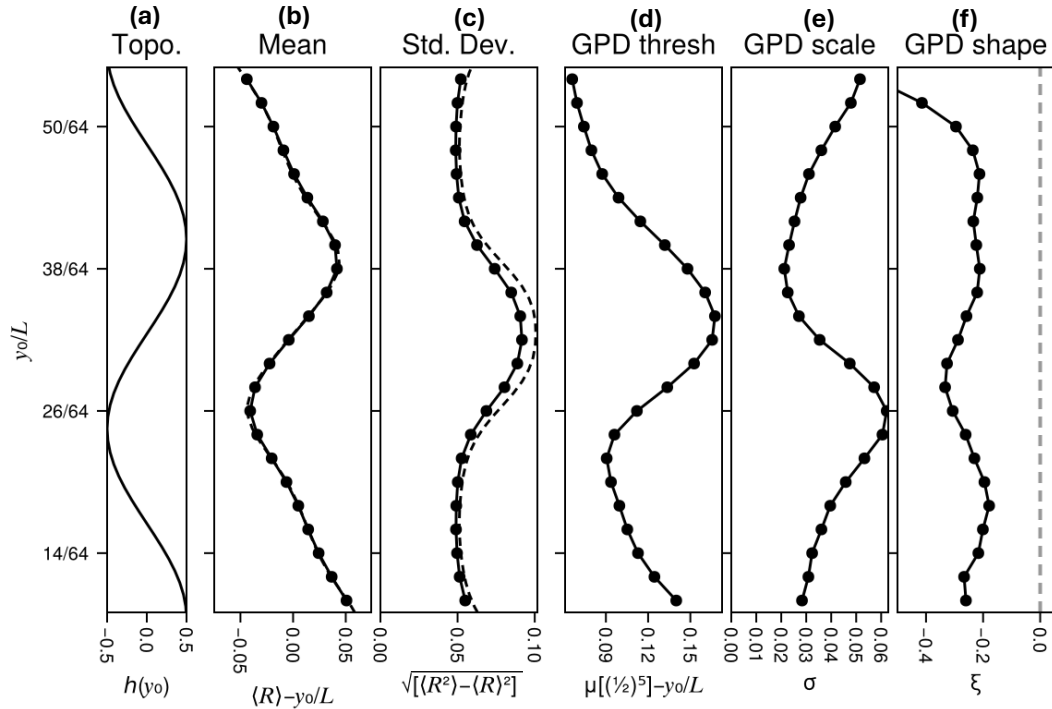 (a) (b) (c) (d) (e) (f)
Topo. Mean Std. Dev. GPD thresh GPD scale GPD shape
50/64
38/64
26/64
14/64
y₀/L
−0.5 0.0 0.5 −0.05 0.00 0.05 0.00 0.05 0.10 0.09 0.12 0.15 0.00 0.01 0.02 0.03 0.04 0.05 0.06 −0.4 −0.2 0.0
h(y₀) ⟨R⟩−y₀/L √[⟨R²⟩−⟨R⟩²] μ[(½)⁵]−y₀/L σ ξ